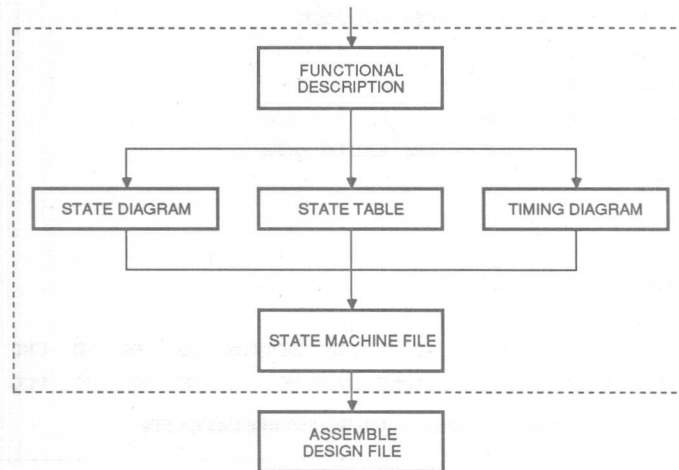 FUNCTIONAL
DESCRIPTION
STATE DIAGRAM
STATE TABLE
TIMING DIAGRAM
STATE MACHINE FILE
ASSEMBLE
DESIGN FILE